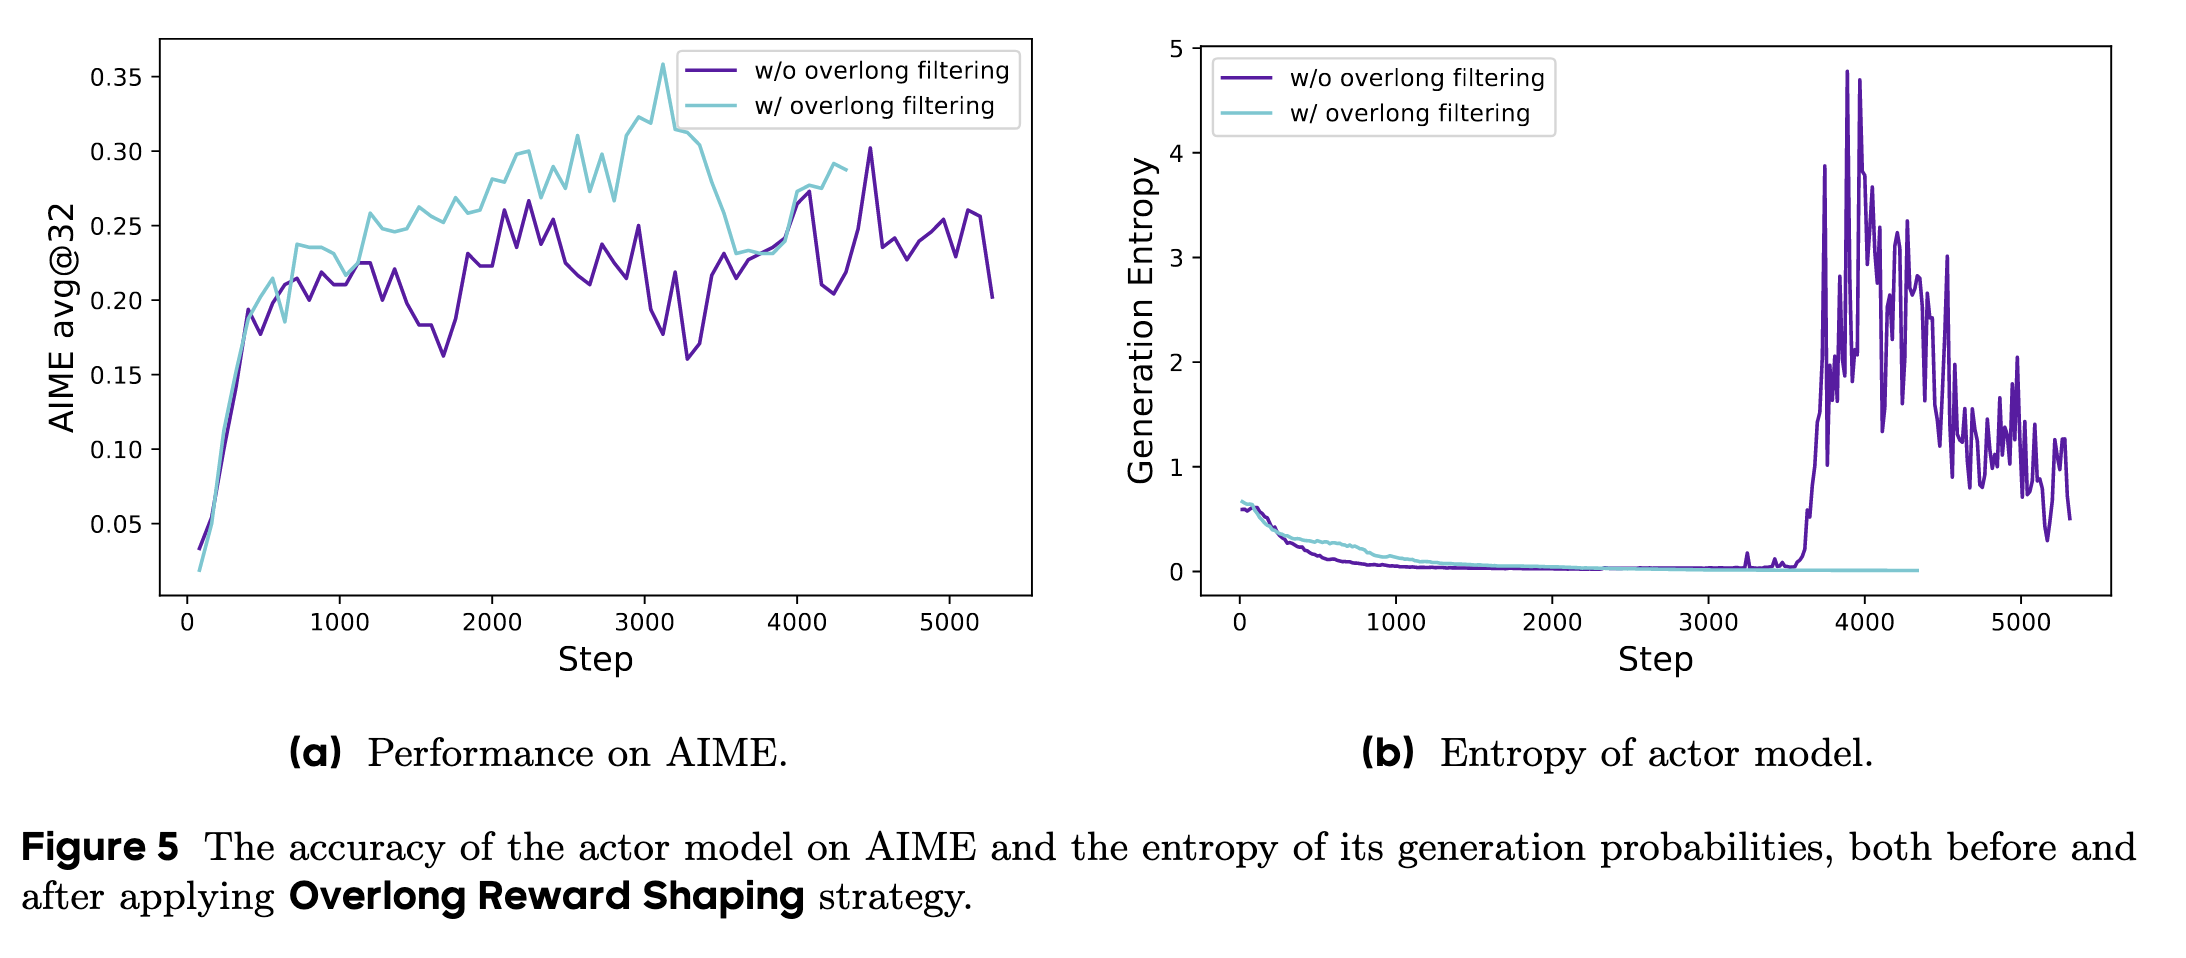 w/o overlong filtering
w/ overlong filtering
0.35
0.30
0.25
0.20
0.15
0.10
0.05
AIME avg@32
0 1000 2000 3000 4000 5000
Step
w/o overlong filtering
w/ overlong filtering
5
4
3
2
1
0
Generation Entropy
0 1000 2000 3000 4000 5000
Step
(a) Performance on AIME.
(b) Entropy of actor model.
Figure 5 The accuracy of the actor model on AIME and the entropy of its generation probabilities, both before and
after applying Overlong Reward Shaping strategy.